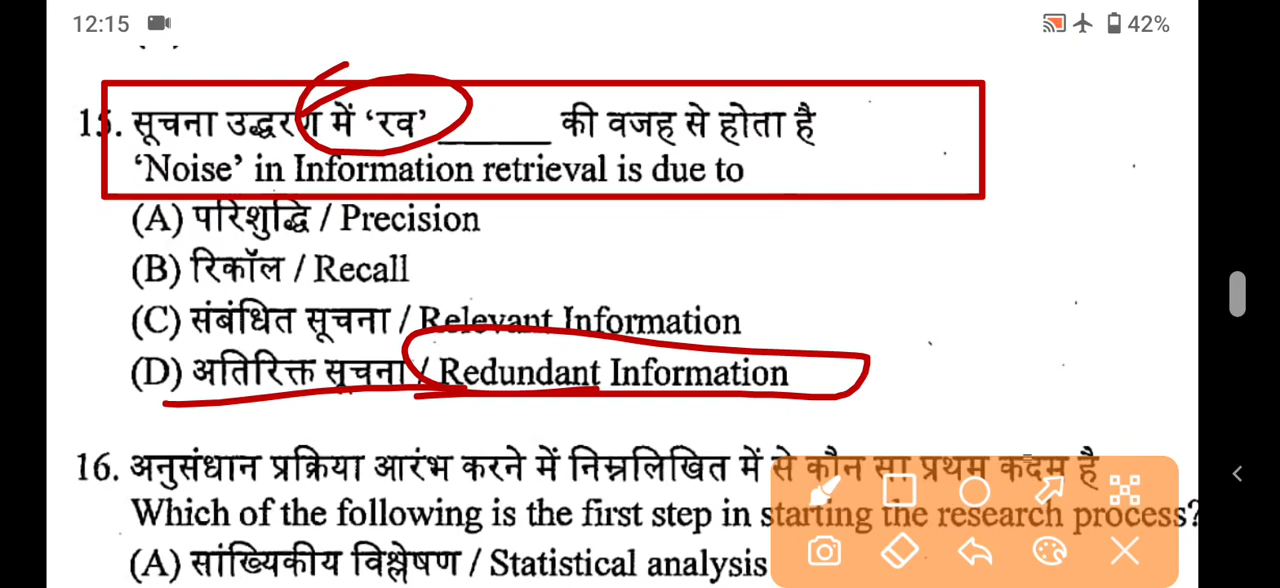 12:15
42%
15. सूचना उद्धरण में ‘रव’ ______ की वजह से होता है
‘Noise’ in Information retrieval is due to
(A) परिशुद्धि / Precision
(B) रिकॉल / Recall
(C) संबंधित सूचना / Relevant Information
(D) अतिरिक्त सूचना / Redundant Information
16. अनुसंधान प्रक्रिया आरंभ करने में निम्नलिखित में से कौन सा प्रथम कदम है
Which of the following is the first step in starting the research process?
(A) सांख्यिकीय विश्लेषण / Statistical analysis